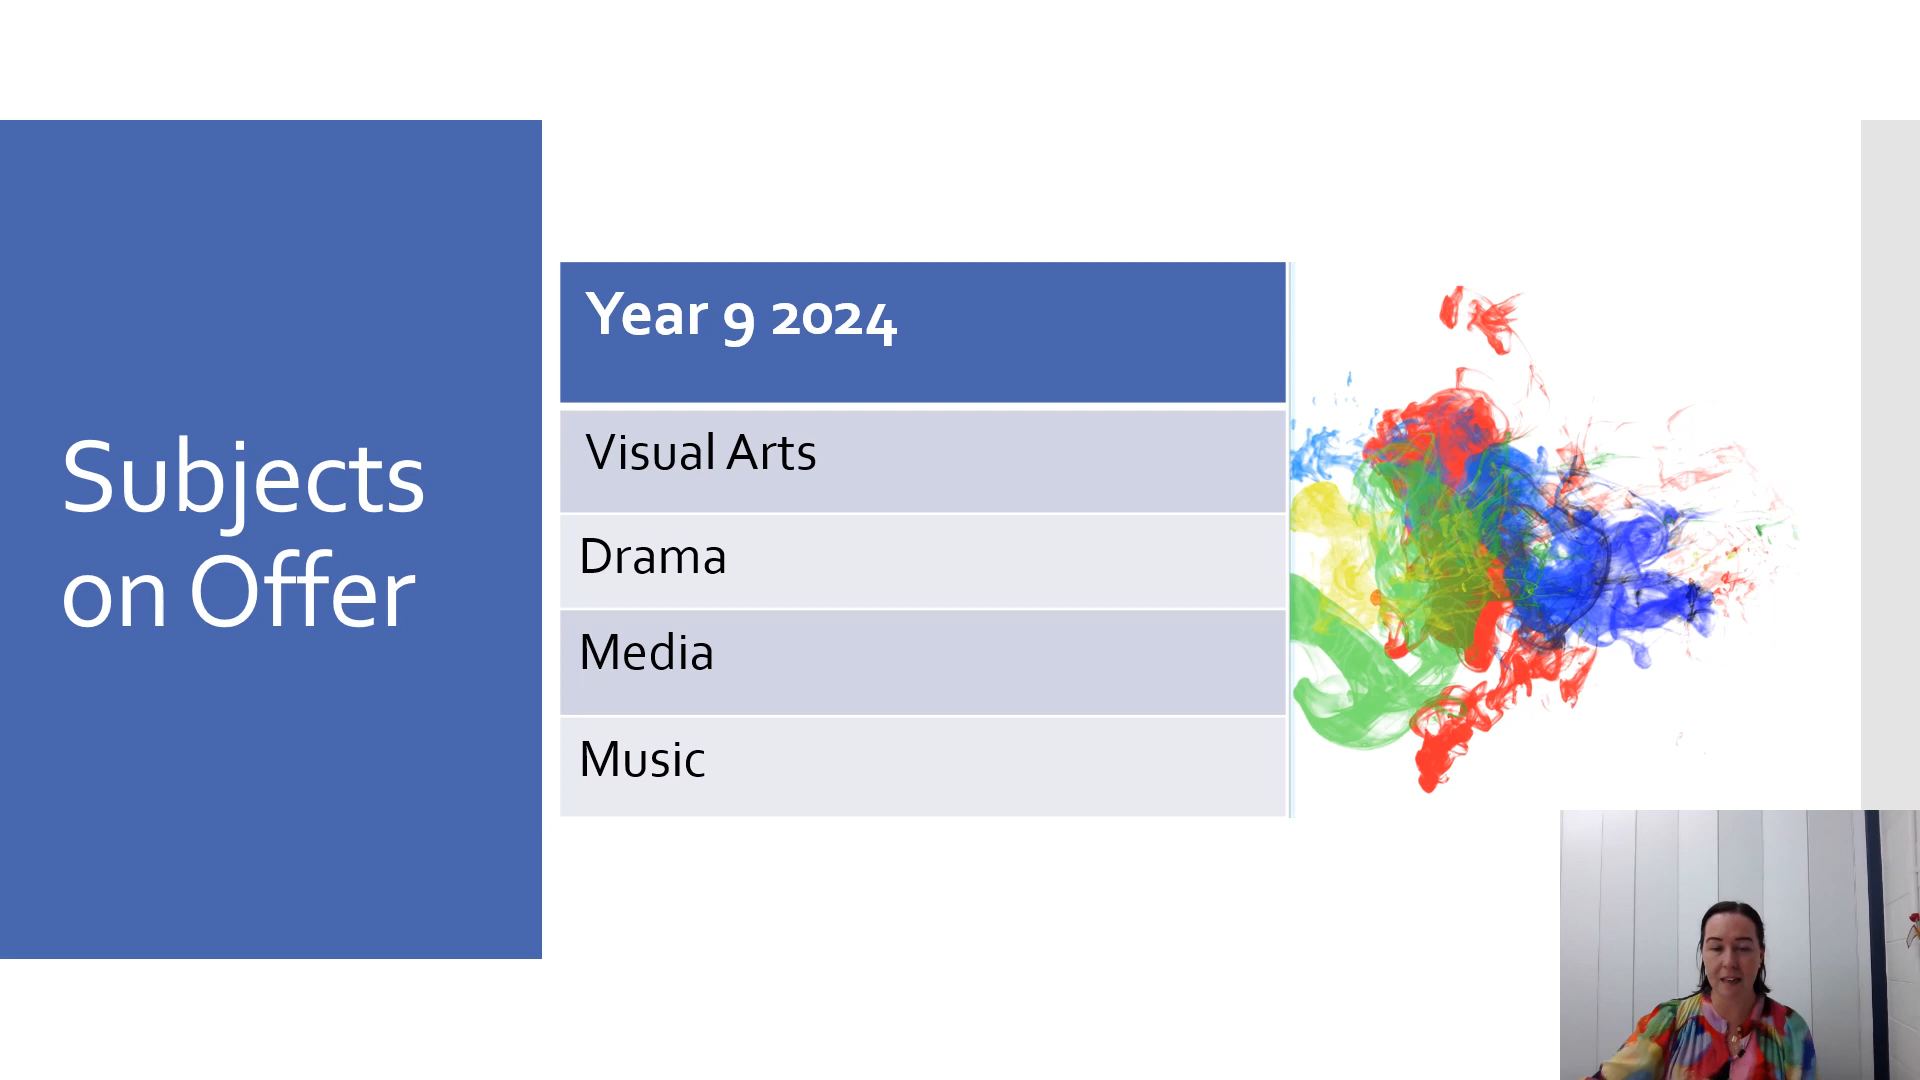 Subjects
on Offer
Year 9 2024
Visual Arts
Drama
Media
Music